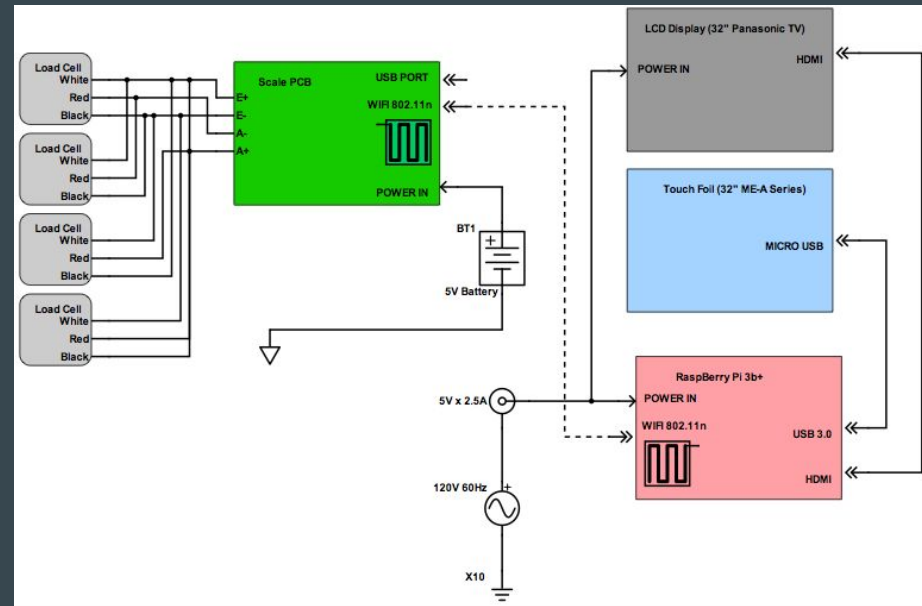 Load Cell
White
Red
Black
Load Cell
White
Red
Black
Load Cell
White
Red
Black
Load Cell
White
Red
Black
Scale PCB
USB PORT
WIFI 802.11n
E+
E-
A-
A+
POWER IN
BT1
+
5V Battery
5V x 2.5A
120V 60Hz
+
X10
LCD Display (32" Panasonic TV)
HDMI
POWER IN
Touch Foil (32" ME-A Series)
MICRO USB
RaspBerry Pi 3b+
POWER IN
WIFI 802.11n
USB 3.0
HDMI